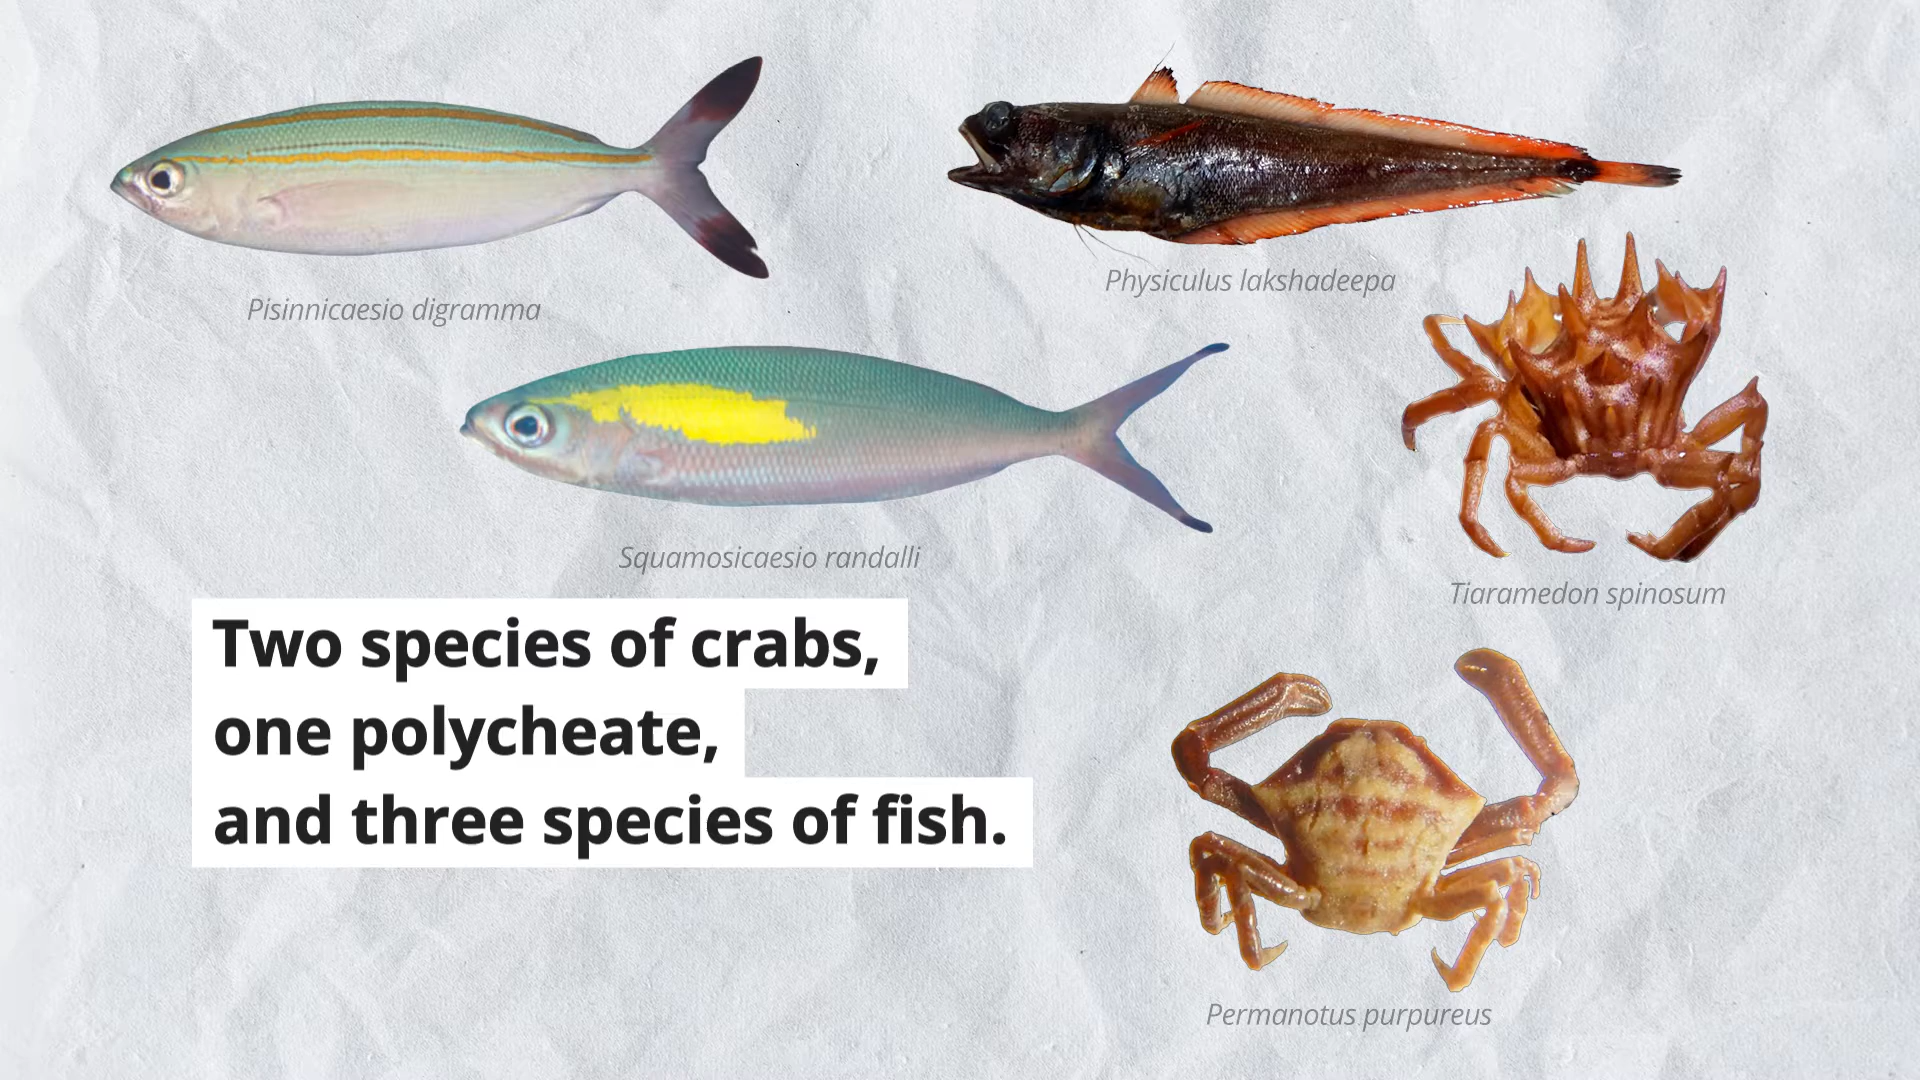 Pisinnicaesio digramma
Physiculus lakshadeepa
Squamosicaesio randalli
Tiaramedon spinosum
Two species of crabs,
one polycheate,
and three species of fish.
Permanotus purpureus